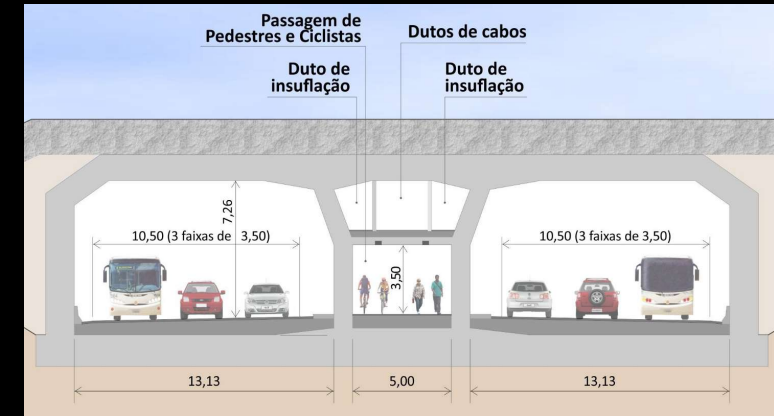 Passagem de
Pedestres e Ciclistas
Dutos de cabos
Duto de
insuflação
Duto de
insuflação
7,26
10,50 (3 faixas de 3,50)
3,50
10,50 (3 faixas de 3,50)
13,13
5,00
13,13